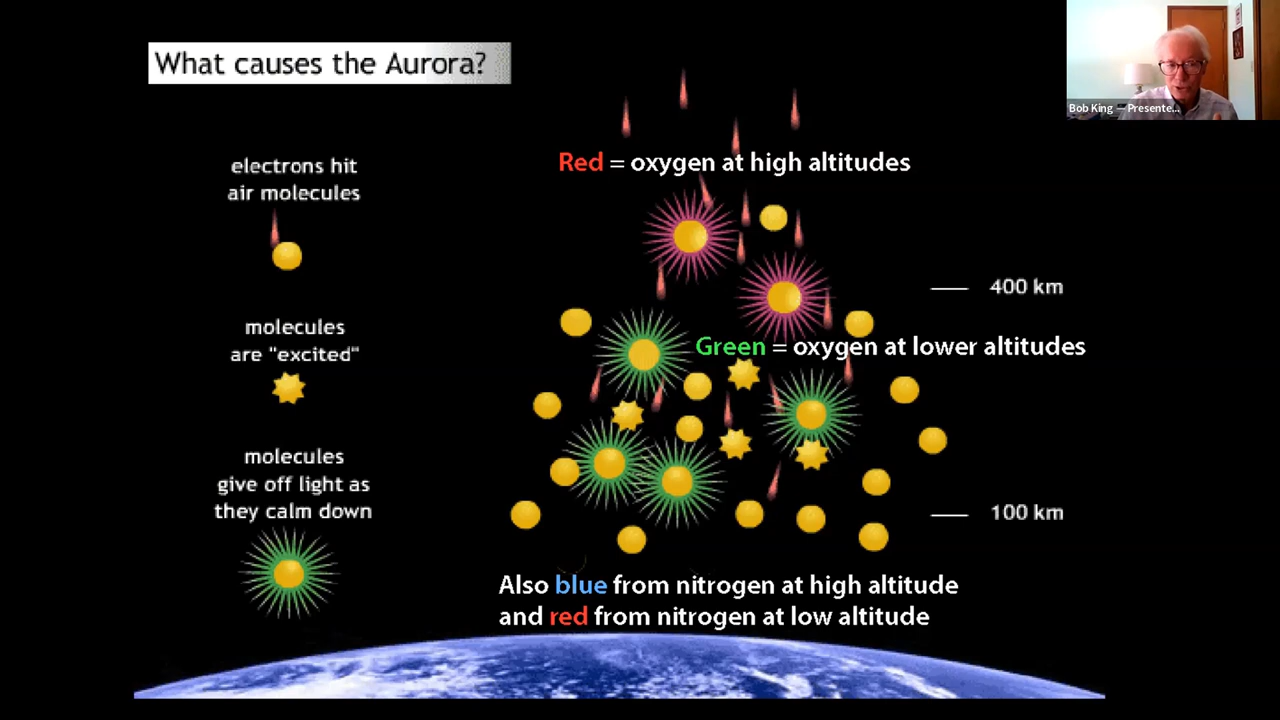 What causes the Aurora?
Bob King — Presente...
electrons hit
air molecules
Red = oxygen at high altitudes
400 km
molecules
are "excited"
Green = oxygen at lower altitudes
molecules
give off light as
they calm down
100 km
Also blue from nitrogen at high altitude
and red from nitrogen at low altitude